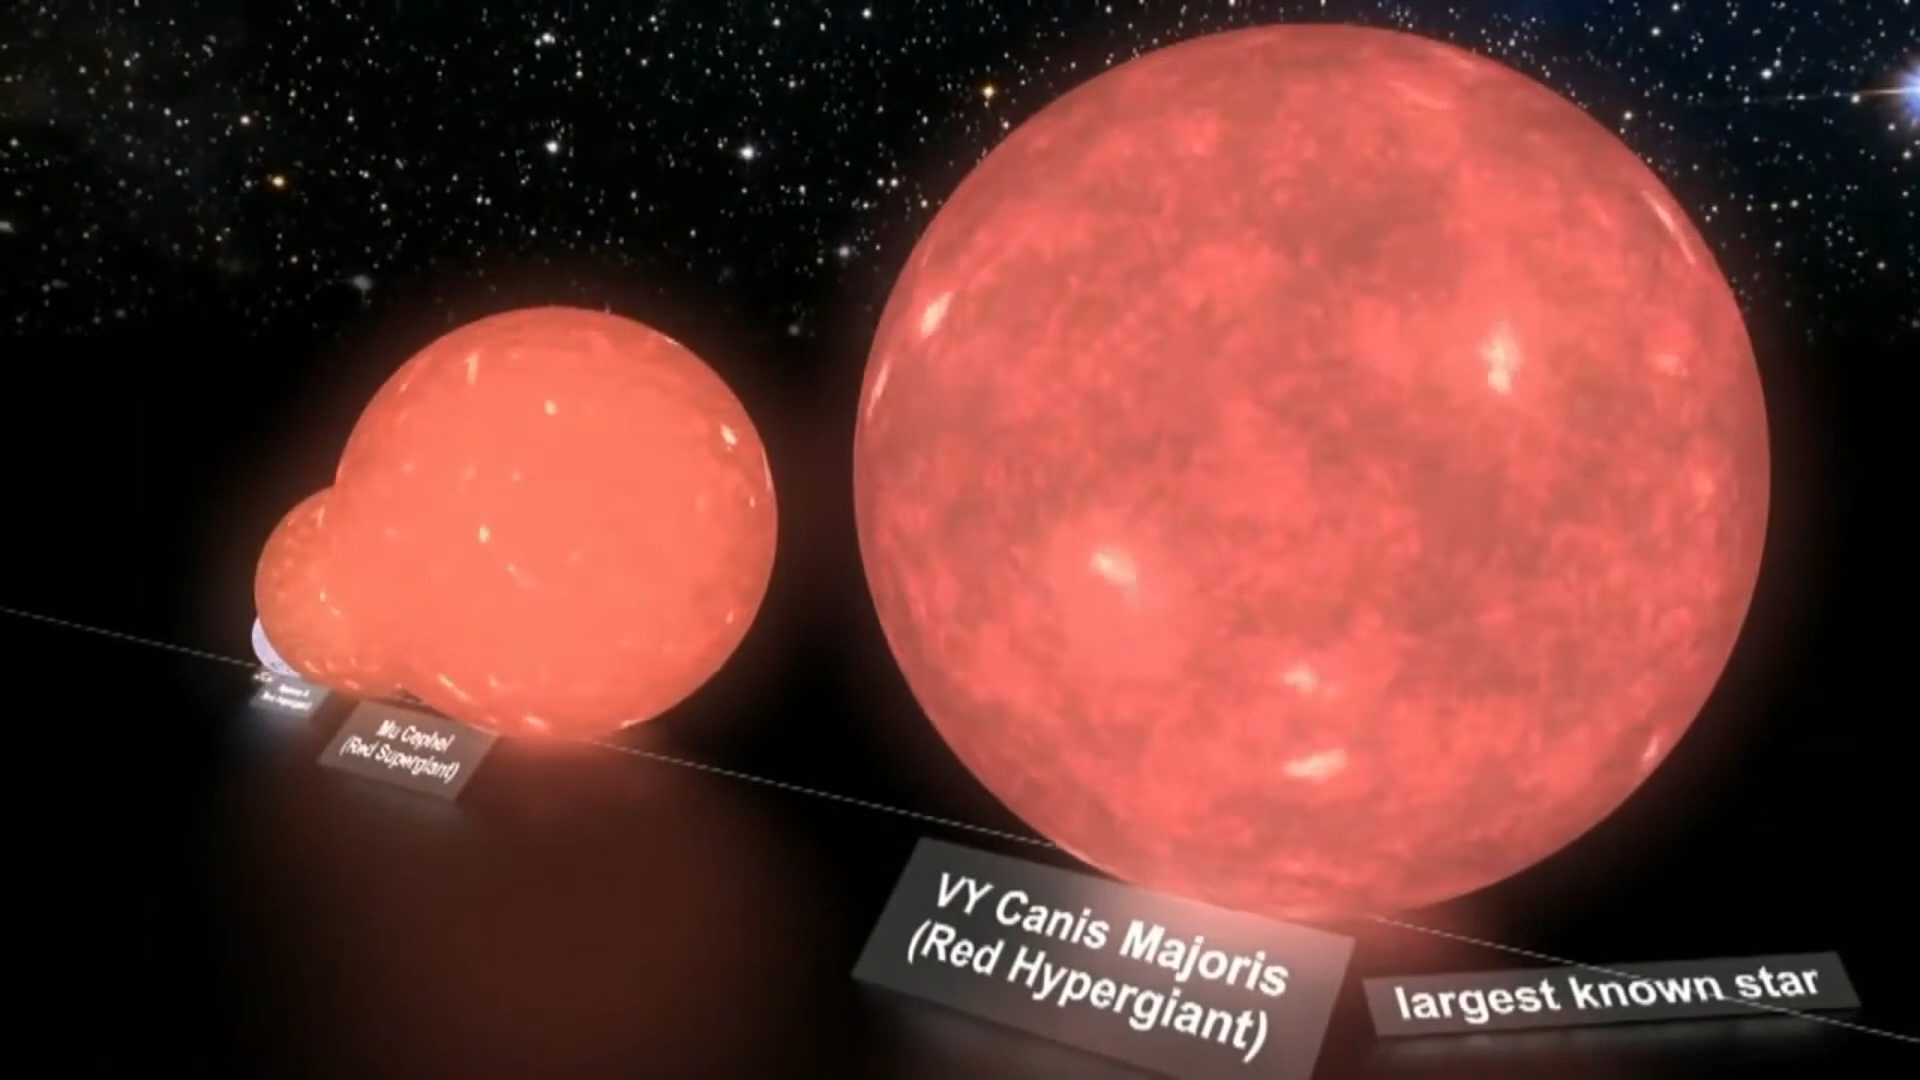 Mu Cephei
(Red Supergiant)
VY Canis Majoris
(Red Hypergiant)
largest known star